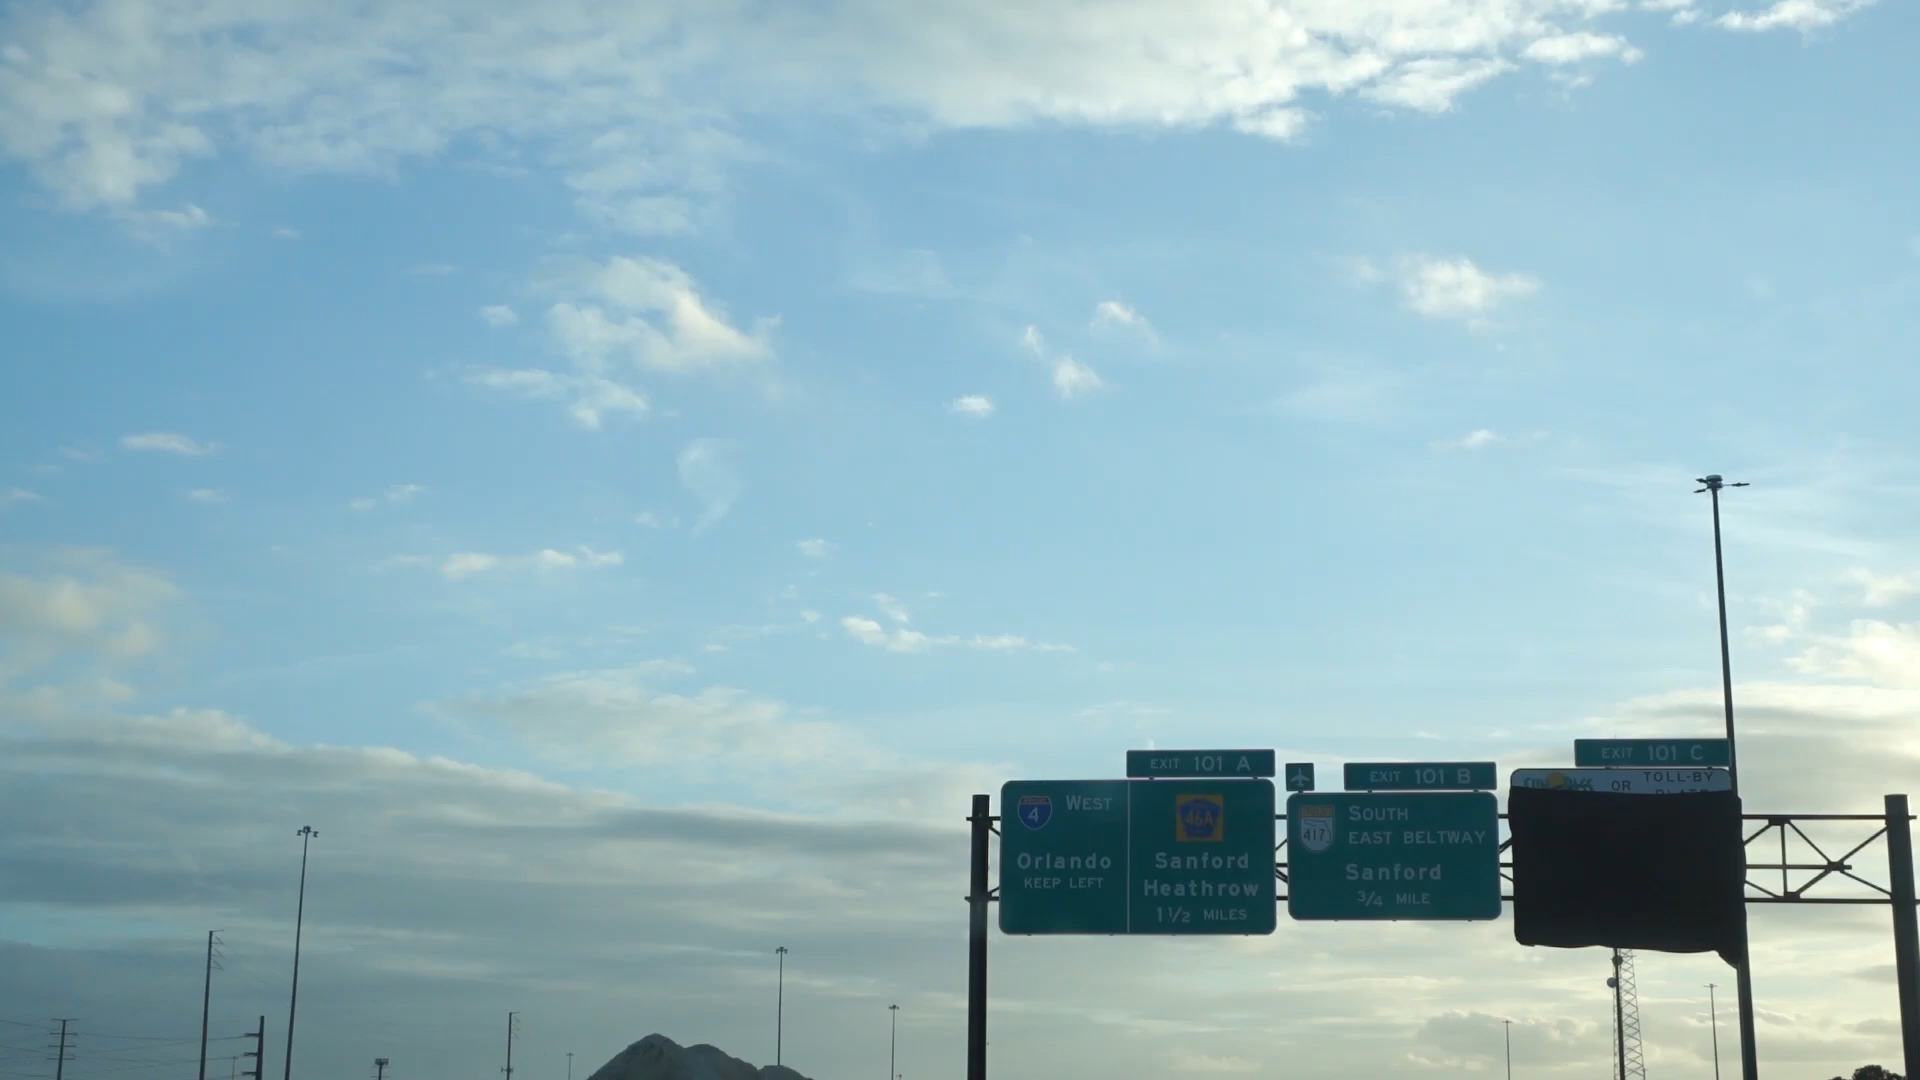 EXIT 101 A
4
WEST
Orlando
KEEP LEFT
46A
Sanford
Heathrow
1 1/2 MILES
EXIT 101 B
417
SOUTH
EAST BELTWAY
Sanford
3/4 MILE
EXIT 101 C
OR
TOLL-BY